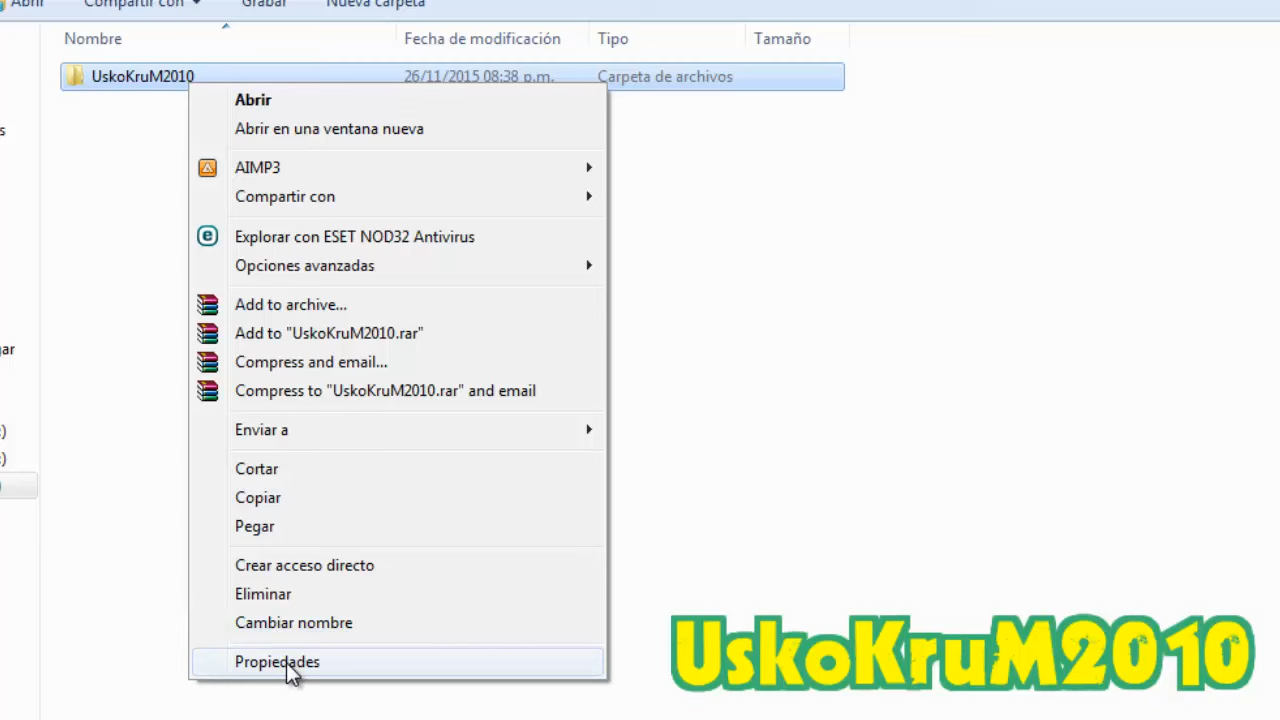 Abrir Compartir con Grabar Nueva carpeta
Nombre Fecha de modificación Tipo Tamaño
UskoKruM2010 26/11/2015 08:38 p.m. Carpeta de archivos
Abrir
Abrir en una ventana nueva
AIMP3
Compartir con
Explorar con ESET NOD32 Antivirus
Opciones avanzadas
Add to archive...
Add to "UskoKruM2010.rar"
Compress and email...
Compress to "UskoKruM2010.rar" and email
Enviar a
Cortar
Copiar
Pegar
Crear acceso directo
Eliminar
Cambiar nombre
Propiedades
UskoKruM2010